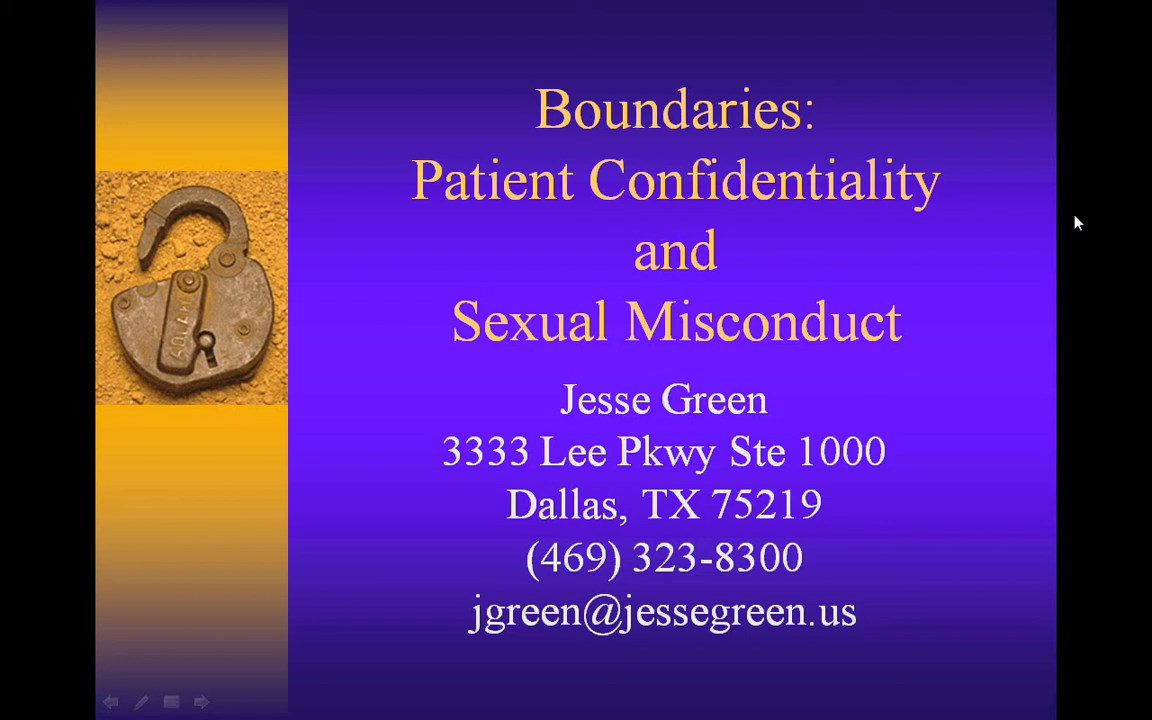 Boundaries:
Patient Confidentiality
and
Sexual Misconduct
Jesse Green
3333 Lee Pkwy Ste 1000
Dallas, TX 75219
(469) 323-8300
jgreen@jessegreen.us